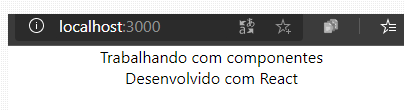 localhost:3000
Trabalhando com componentes
Desenvolvido com React